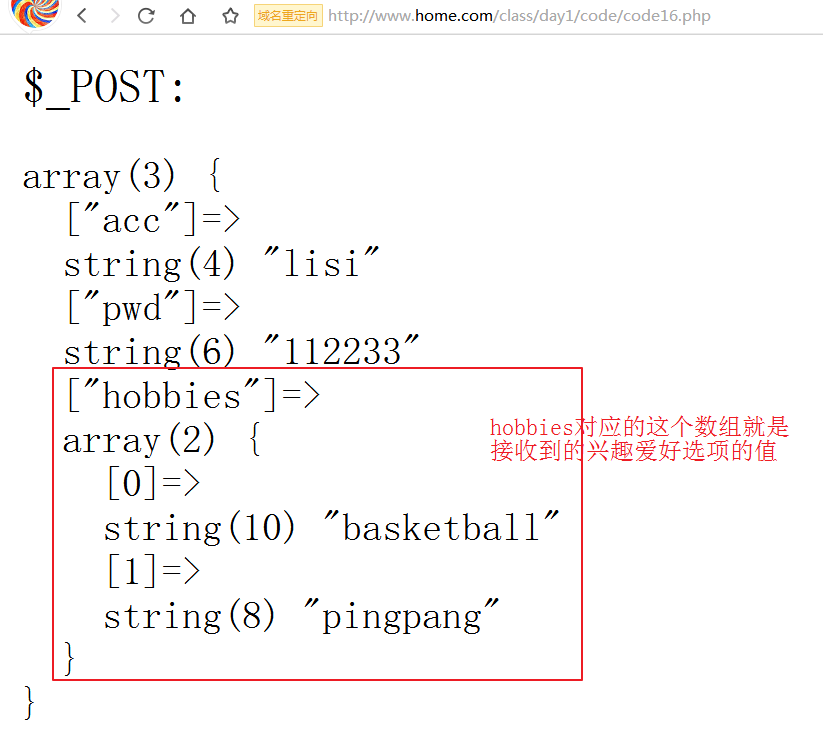 域名重定向 http://www.home.com/class/day1/code/code16.php
$_POST:
array(3) {
["acc"]=>
string(4) "lisi"
["pwd"]=>
string(6) "112233"
["hobbies"]=>
array(2) {
hobbies对应的这个数组就是
接收到的兴趣爱好选项的值
[0]=>
string(10) "basketball"
[1]=>
string(8) "pingpang"
}
}